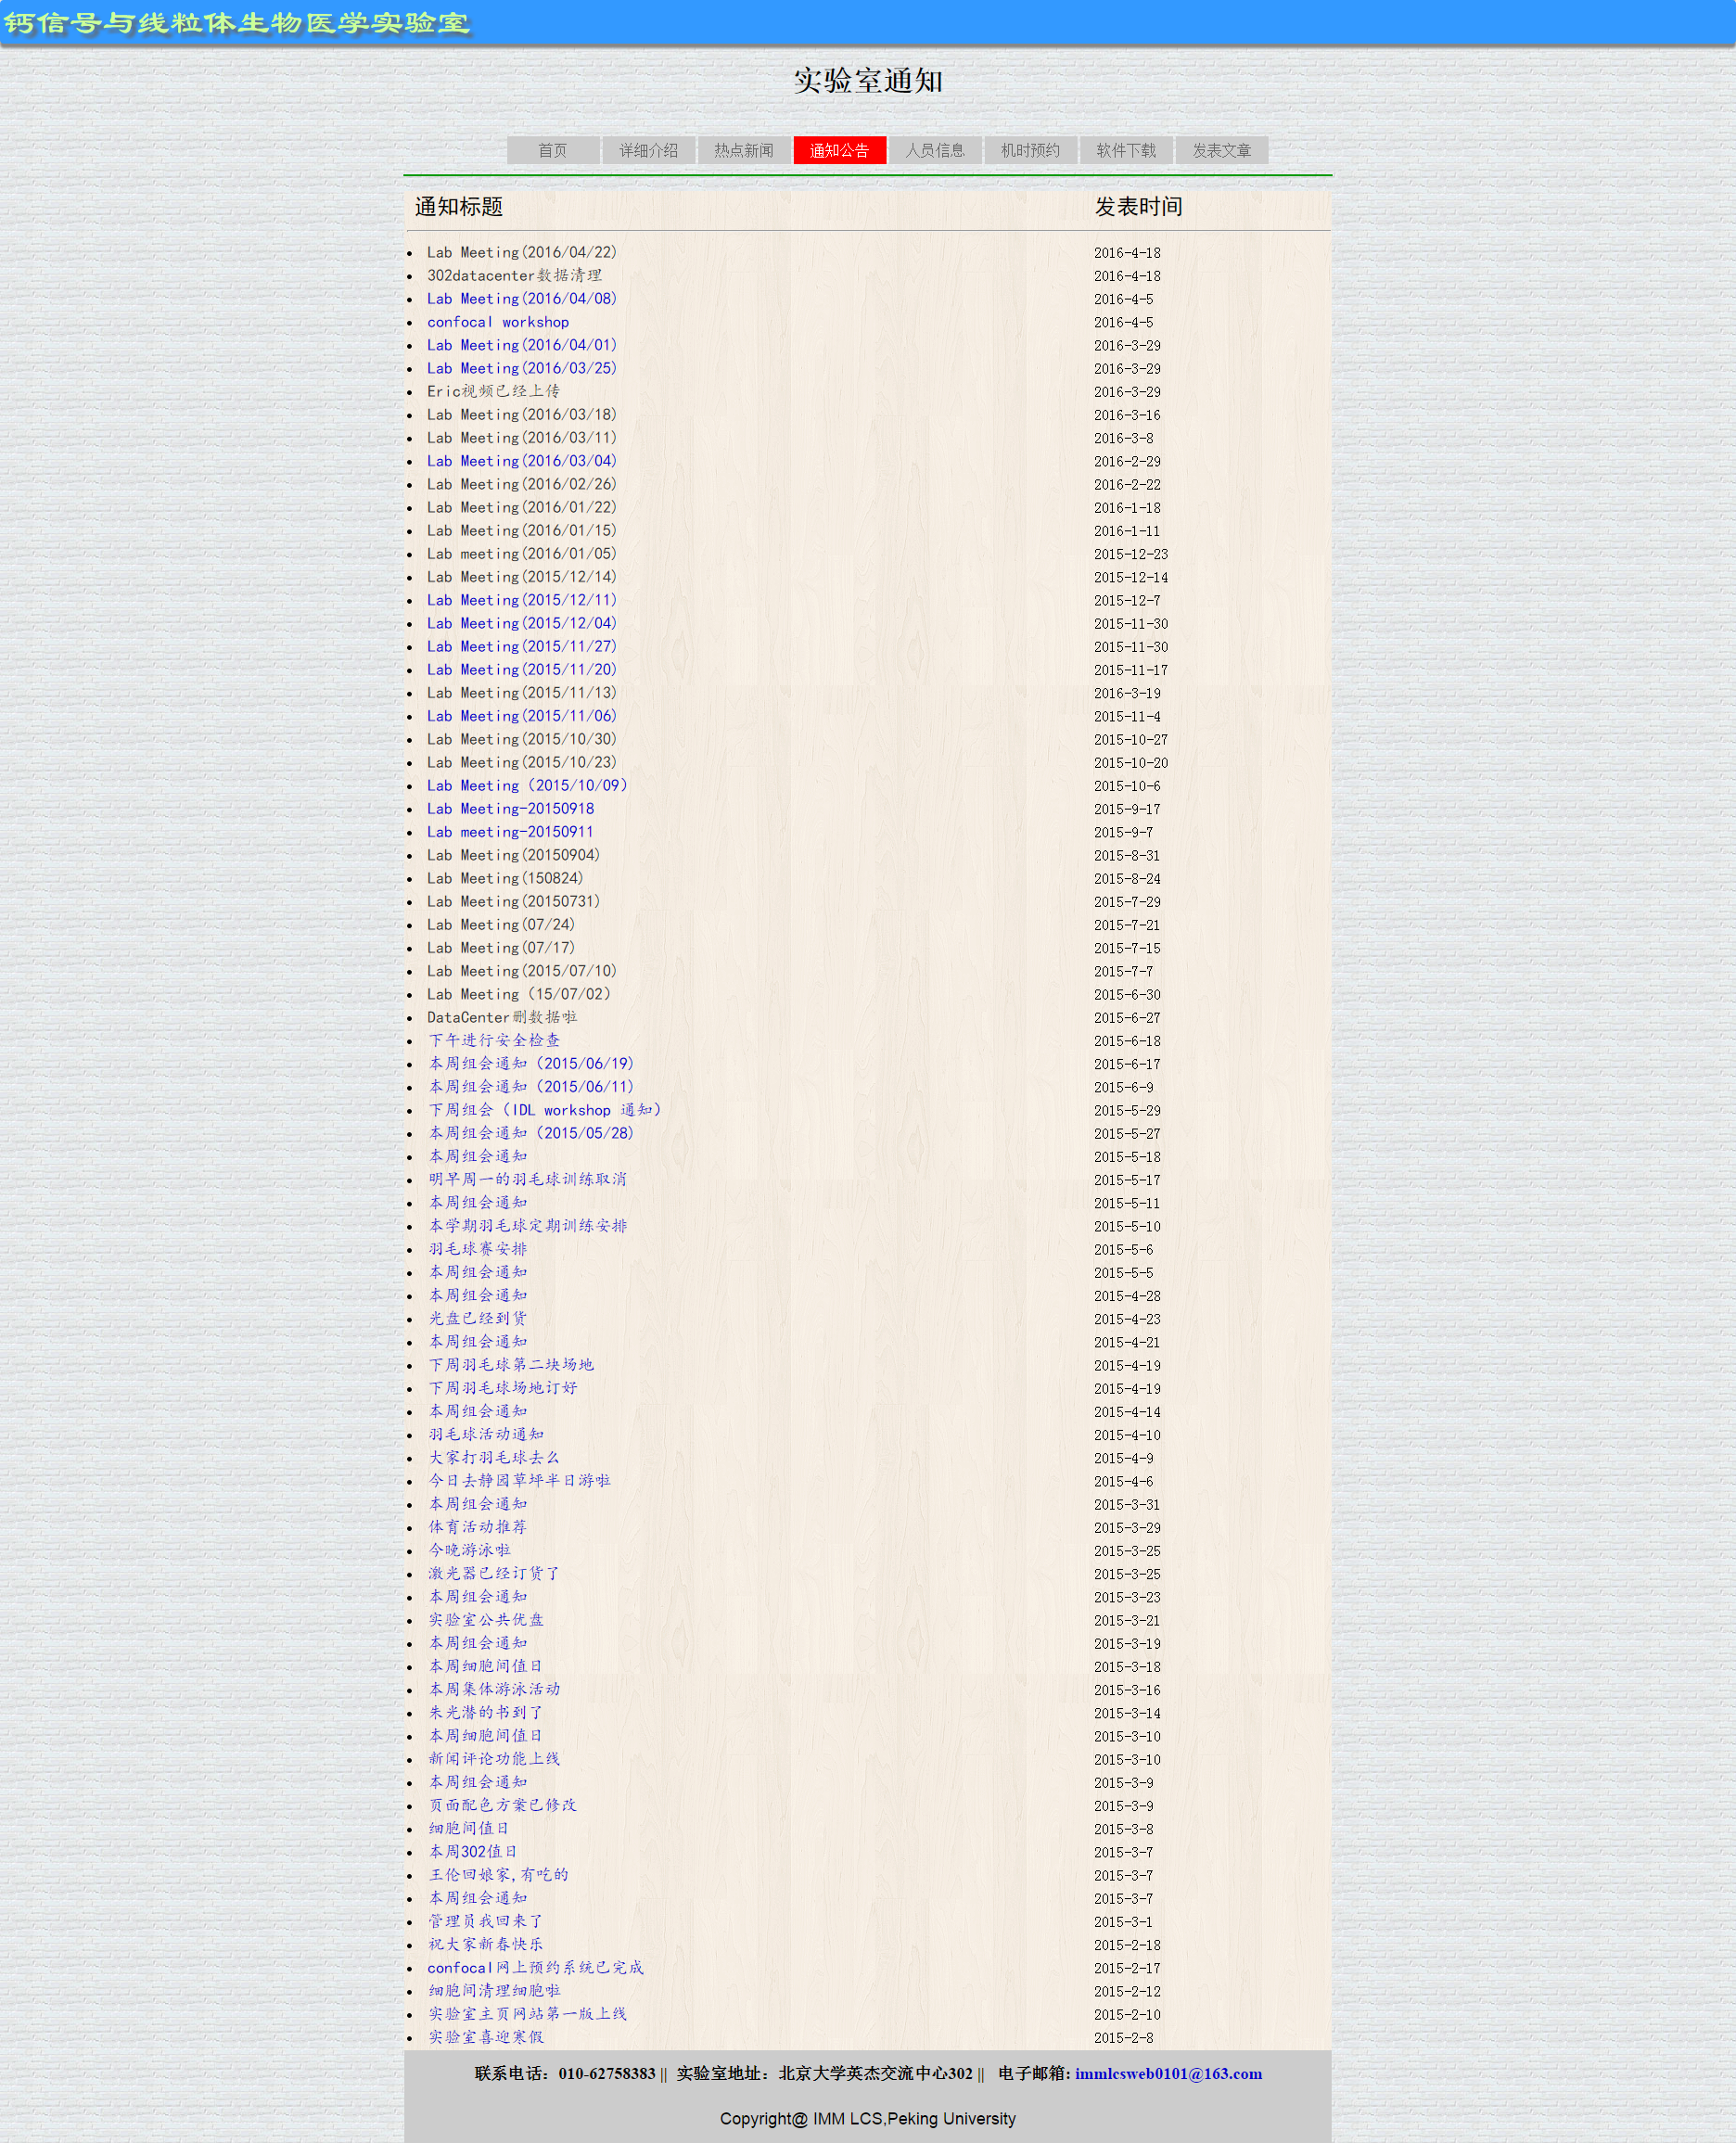 钙信号与线粒体生物医学实验室
实验室通知
首页 详细介绍 热点新闻 通知公告 人员信息 机时预约 软件下载 发表文章
通知标题 发表时间
Lab Meeting(2016/04/22) 2016-4-18
302datacenter数据清理 2016-4-18
Lab Meeting(2016/04/08) 2016-4-5
confocal workshop 2016-4-5
Lab Meeting(2016/04/01) 2016-3-29
Lab Meeting(2016/03/25) 2016-3-29
Eric视频已经上传 2016-3-29
Lab Meeting(2016/03/18) 2016-3-16
Lab Meeting(2016/03/11) 2016-3-8
Lab Meeting(2016/03/04) 2016-2-29
Lab Meeting(2016/02/26) 2016-2-22
Lab Meeting(2016/01/22) 2016-1-18
Lab Meeting(2016/01/15) 2016-1-11
Lab meeting(2016/01/05) 2015-12-23
Lab Meeting(2015/12/14) 2015-12-14
Lab Meeting(2015/12/11) 2015-12-7
Lab Meeting(2015/12/04) 2015-11-30
Lab Meeting(2015/11/27) 2015-11-30
Lab Meeting(2015/11/20) 2015-11-17
Lab Meeting(2015/11/13) 2016-3-19
Lab Meeting(2015/11/06) 2015-11-4
Lab Meeting(2015/10/30) 2015-10-27
Lab Meeting(2015/10/23) 2015-10-20
Lab Meeting（2015/10/09） 2015-10-6
Lab Meeting-20150918 2015-9-17
Lab meeting-20150911 2015-9-7
Lab Meeting(20150904) 2015-8-31
Lab Meeting(150824) 2015-8-24
Lab Meeting(20150731) 2015-7-29
Lab Meeting(07/24) 2015-7-21
Lab Meeting(07/17) 2015-7-15
Lab Meeting(2015/07/10) 2015-7-7
Lab Meeting（15/07/02） 2015-6-30
DataCenter删数据啦 2015-6-27
下午进行安全检查 2015-6-18
本周组会通知（2015/06/19） 2015-6-17
本周组会通知（2015/06/11） 2015-6-9
下周组会（IDL workshop 通知） 2015-5-29
本周组会通知（2015/05/28） 2015-5-27
本周组会通知 2015-5-18
明早周一的羽毛球训练取消 2015-5-17
本周组会通知 2015-5-11
本学期羽毛球定期训练安排 2015-5-10
羽毛球赛安排 2015-5-6
本周组会通知 2015-5-5
本周组会通知 2015-4-28
光盘已经到货 2015-4-23
本周组会通知 2015-4-21
下周羽毛球第二块场地 2015-4-19
下周羽毛球场地订好 2015-4-19
本周组会通知 2015-4-14
羽毛球活动通知 2015-4-10
大家打羽毛球去么 2015-4-9
今日去静园草坪半日游啦 2015-4-6
本周组会通知 2015-3-31
体育活动推荐 2015-3-29
今晚游泳啦 2015-3-25
激光器已经订货了 2015-3-25
本周组会通知 2015-3-23
实验室公共优盘 2015-3-21
本周组会通知 2015-3-19
本周细胞间值日 2015-3-18
本周集体游泳活动 2015-3-16
朱光潜的书到了 2015-3-14
本周细胞间值日 2015-3-10
新闻评论功能上线 2015-3-10
本周组会通知 2015-3-9
页面配色方案已修改 2015-3-9
细胞间值日 2015-3-8
本周302值日 2015-3-7
王伦回娘家,有吃的 2015-3-7
本周组会通知 2015-3-7
管理员我回来了 2015-3-1
祝大家新春快乐 2015-2-18
confocal网上预约系统已完成 2015-2-17
细胞间清理细胞啦 2015-2-12
实验室主页网站第一版上线 2015-2-10
实验室喜迎寒假 2015-2-8
联系电话：010-62758383 || 实验室地址：北京大学英杰交流中心302 || 电子邮箱: immlcsweb0101@163.com
Copyright@ IMM LCS,Peking University